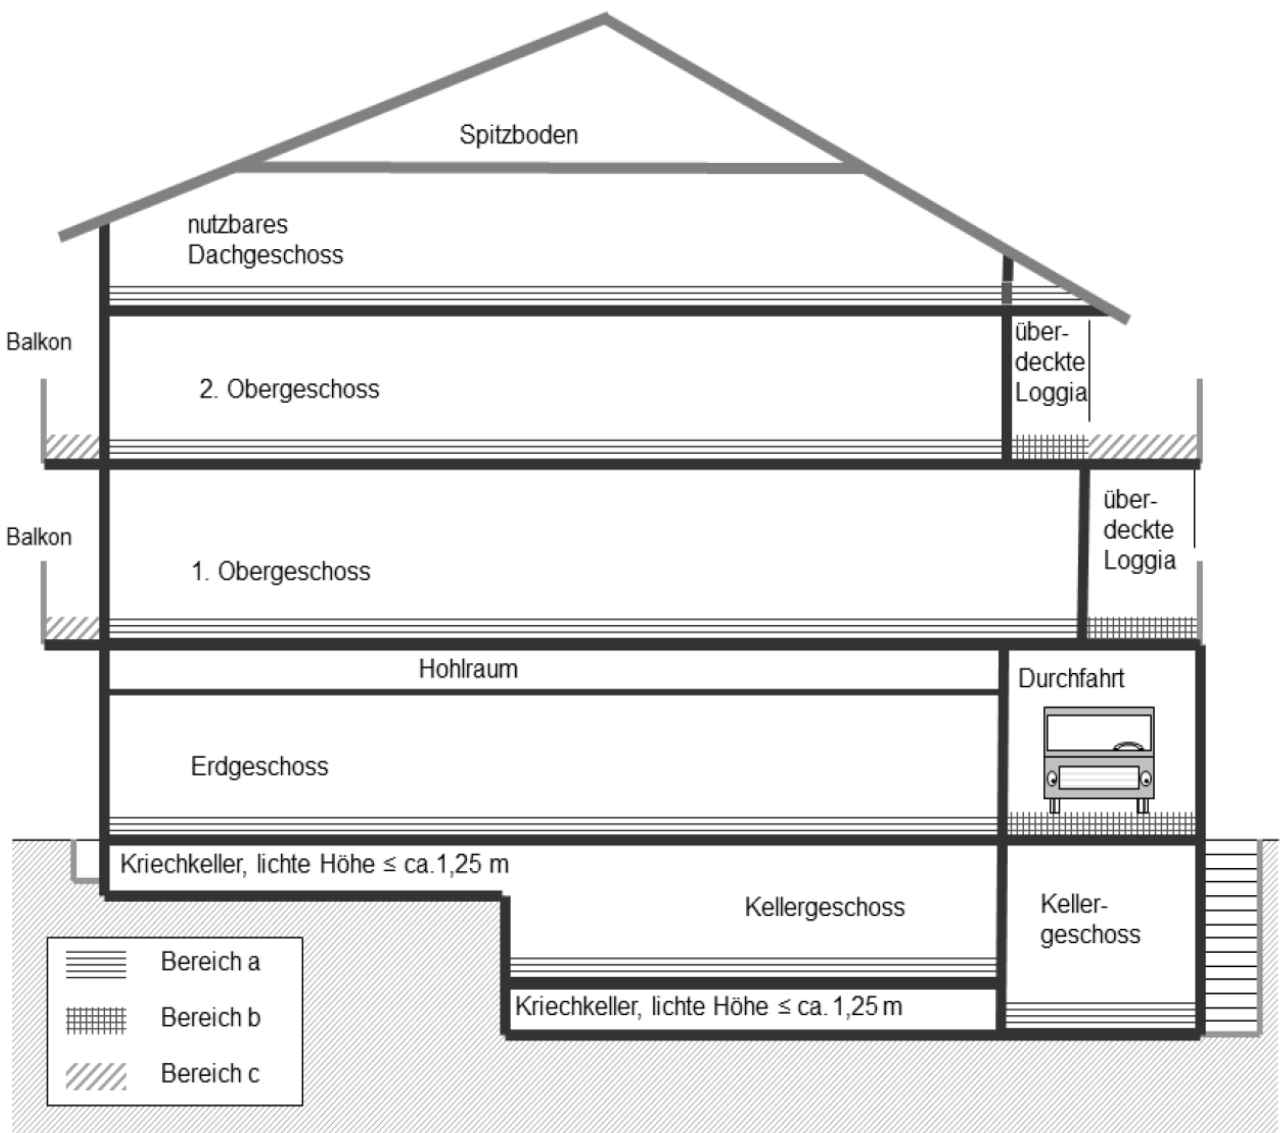 Spitzboden
nutzbares
Dachgeschoss
Balkon
2. Obergeschoss
über-
deckte
Loggia
Balkon
1. Obergeschoss
über-
deckte
Loggia
Hohlraum
Durchfahrt
Erdgeschoss
Kriechkeller, lichte Höhe ≤ ca.1,25 m
Kellergeschoss
Keller-
geschoss
Kriechkeller, lichte Höhe ≤ ca. 1,25 m
Bereich a
Bereich b
Bereich c